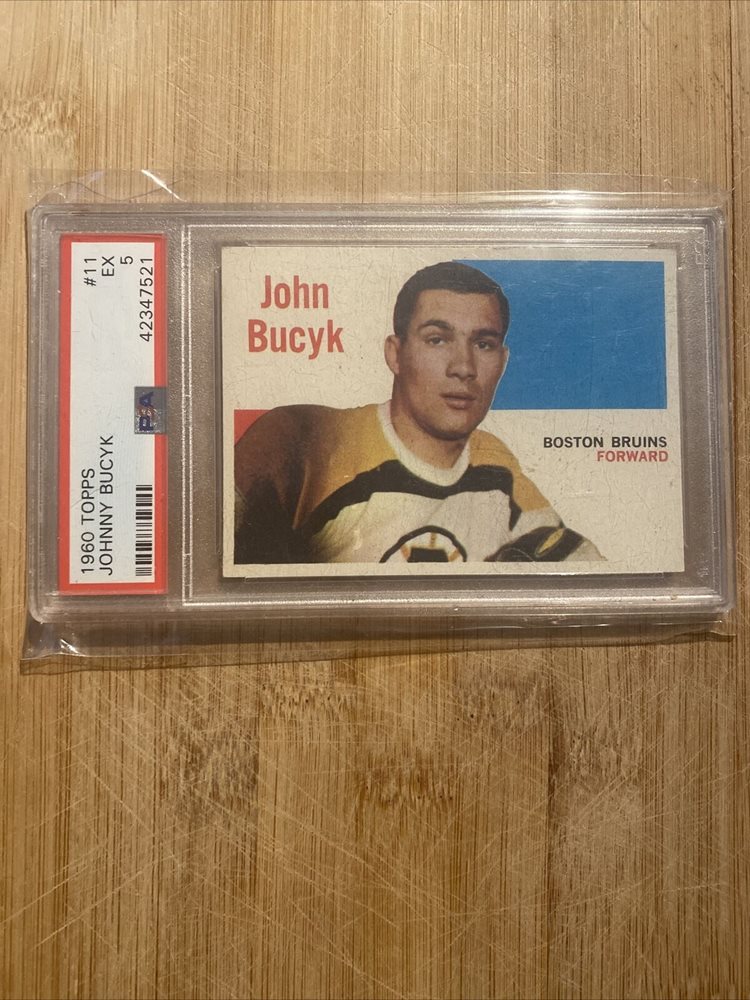 1960 TOPPS
JOHNNY BUCYK
#11
EX
5
42347521
PSA
John
Bucyk
BOSTON BRUINS
FORWARD